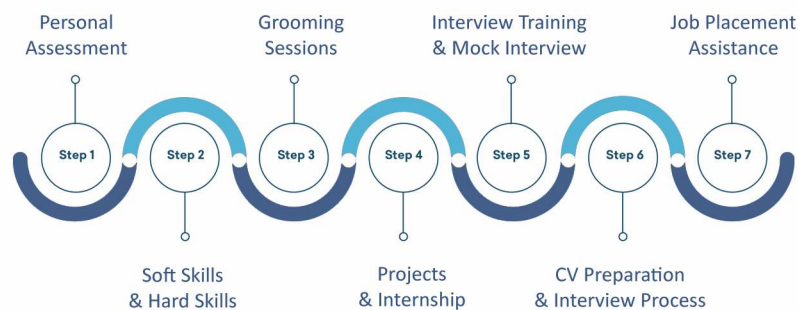 Personal
Assessment
Grooming
Sessions
Interview Training
& Mock Interview
Job Placement
Assistance
Step 1
Step 2
Step 3
Step 4
Step 5
Step 6
Step 7
Soft Skills
& Hard Skills
Projects
& Internship
CV Preparation
& Interview Process